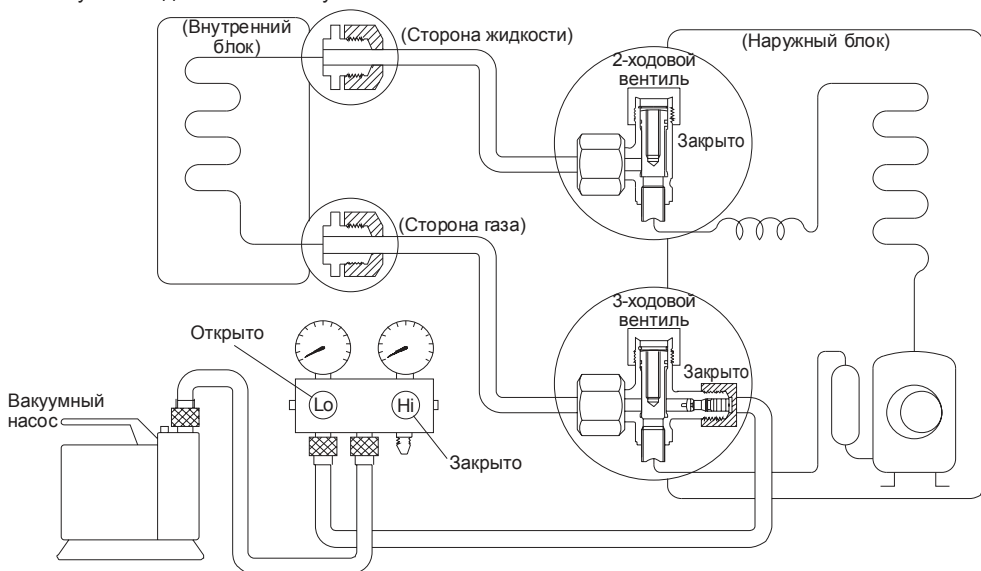 (Внутренний
блок)
(Сторона жидкости)
(Наружный блок)
2-ходовой
вентиль
Закрыто
(Сторона газа)
3-ходовой
вентиль
Закрыто
Открыто
Lo
Hi
Закрыто
Вакуумный
насос